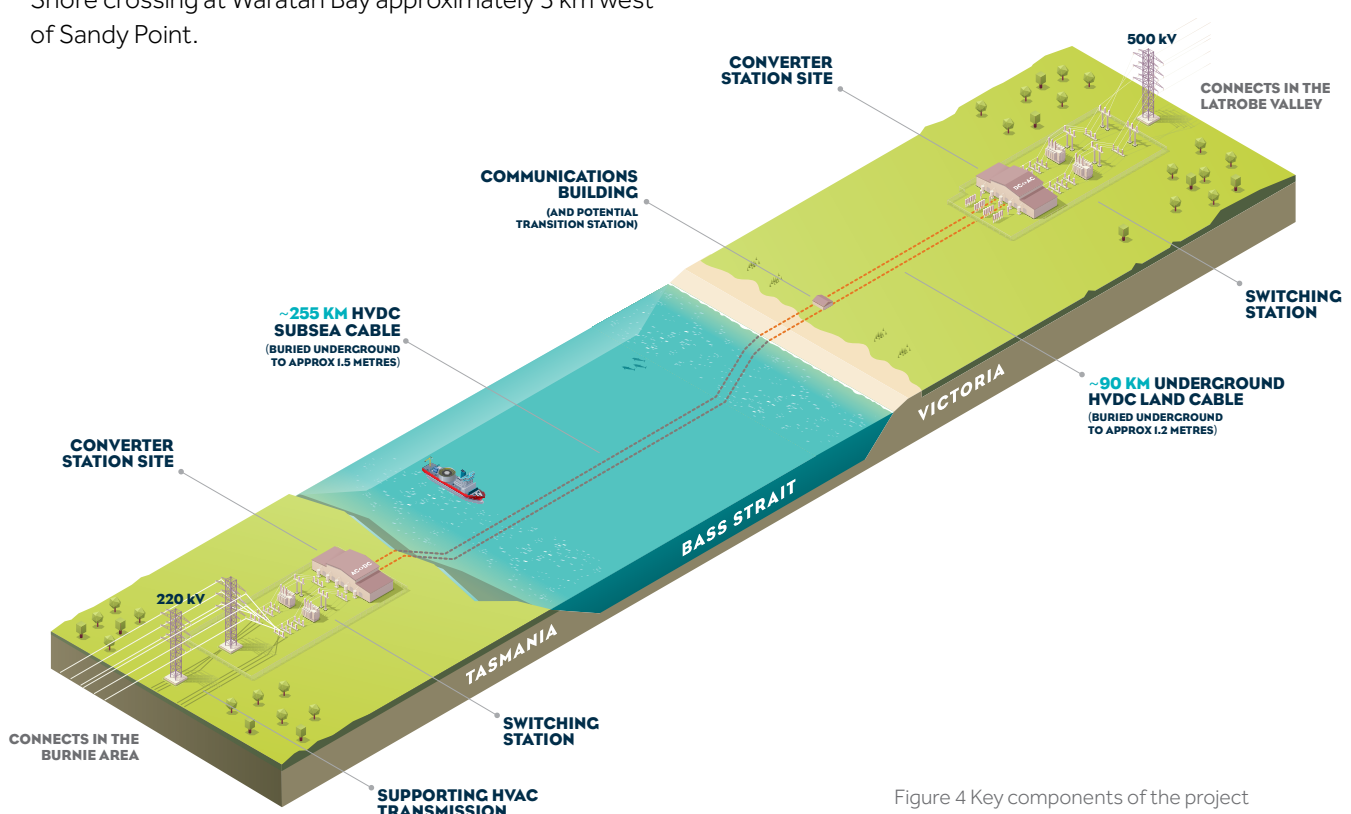 Shore crossing at Waratah Bay approximately 3 km west
of Sandy Point.
500 kV
CONVERTER
STATION SITE
CONNECTS IN THE
LATROBE VALLEY
COMMUNICATIONS
BUILDING
(AND POTENTIAL
TRANSITION STATION)
DC⇔AC
SWITCHING
STATION
~255 KM HVDC
SUBSEA CABLE
(BURIED UNDERGROUND
TO APPROX 1.5 METRES)
~90 KM UNDERGROUND
HVDC LAND CABLE
(BURIED UNDERGROUND
TO APPROX 1.2 METRES)
VICTORIA
CONVERTER
STATION SITE
BASS STRAIT
AC⇔DC
220 kV
TASMANIA
SWITCHING
STATION
CONNECTS IN THE
BURNIE AREA
SUPPORTING HVAC
TRANSMISSION
Figure 4 Key components of the project